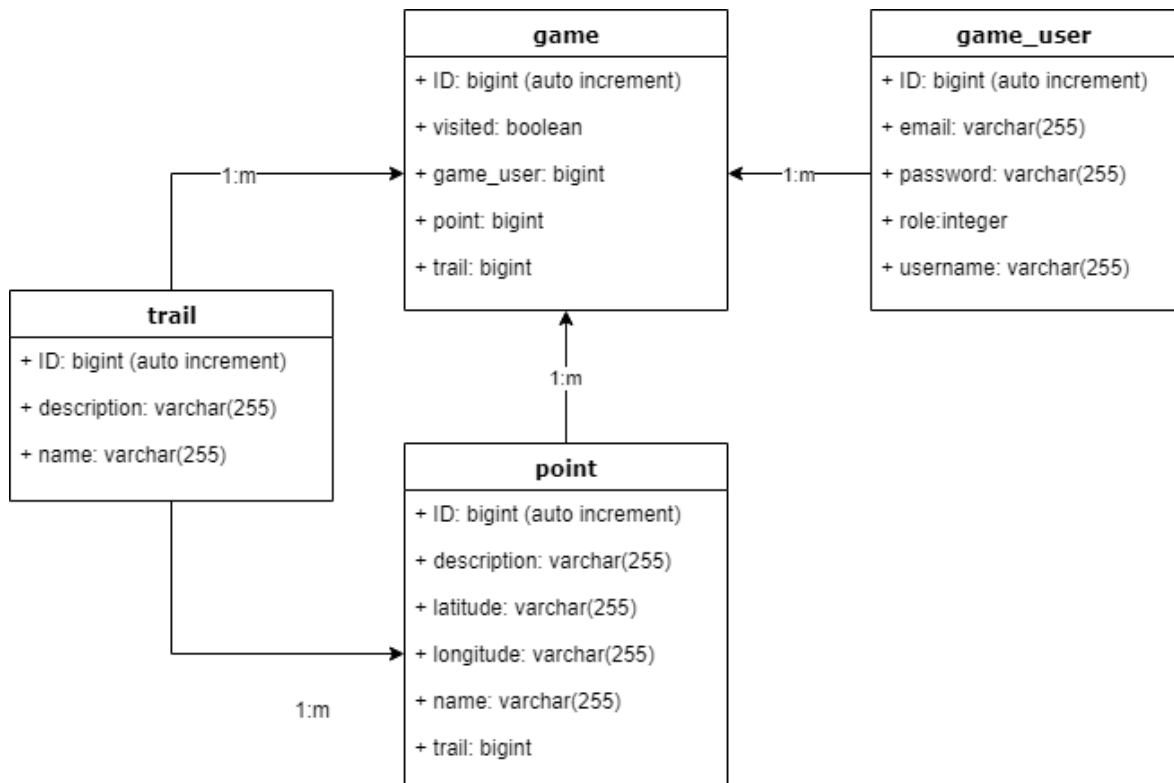 game
+ ID: bigint (auto increment)
+ visited: boolean
+ game_user: bigint
+ point: bigint
+ trail: bigint
game_user
+ ID: bigint (auto increment)
+ email: varchar(255)
+ password: varchar(255)
+ role:integer
+ username: varchar(255)
1:m
1:m
trail
+ ID: bigint (auto increment)
+ description: varchar(255)
+ name: varchar(255)
1:m
point
+ ID: bigint (auto increment)
+ description: varchar(255)
+ latitude: varchar(255)
+ longitude: varchar(255)
+ name: varchar(255)
+ trail: bigint
1:m